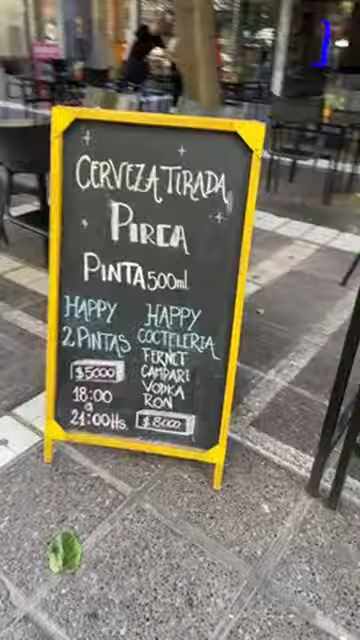 CERVEZA TIRADA
PIRCA
PINTA 500ml
HAPPY
2 PINTAS
$5000
18:00
a
21:00Hs.
HAPPY
COCTELERIA
FERNET
CAMPARI
VODKA
RON
$8000